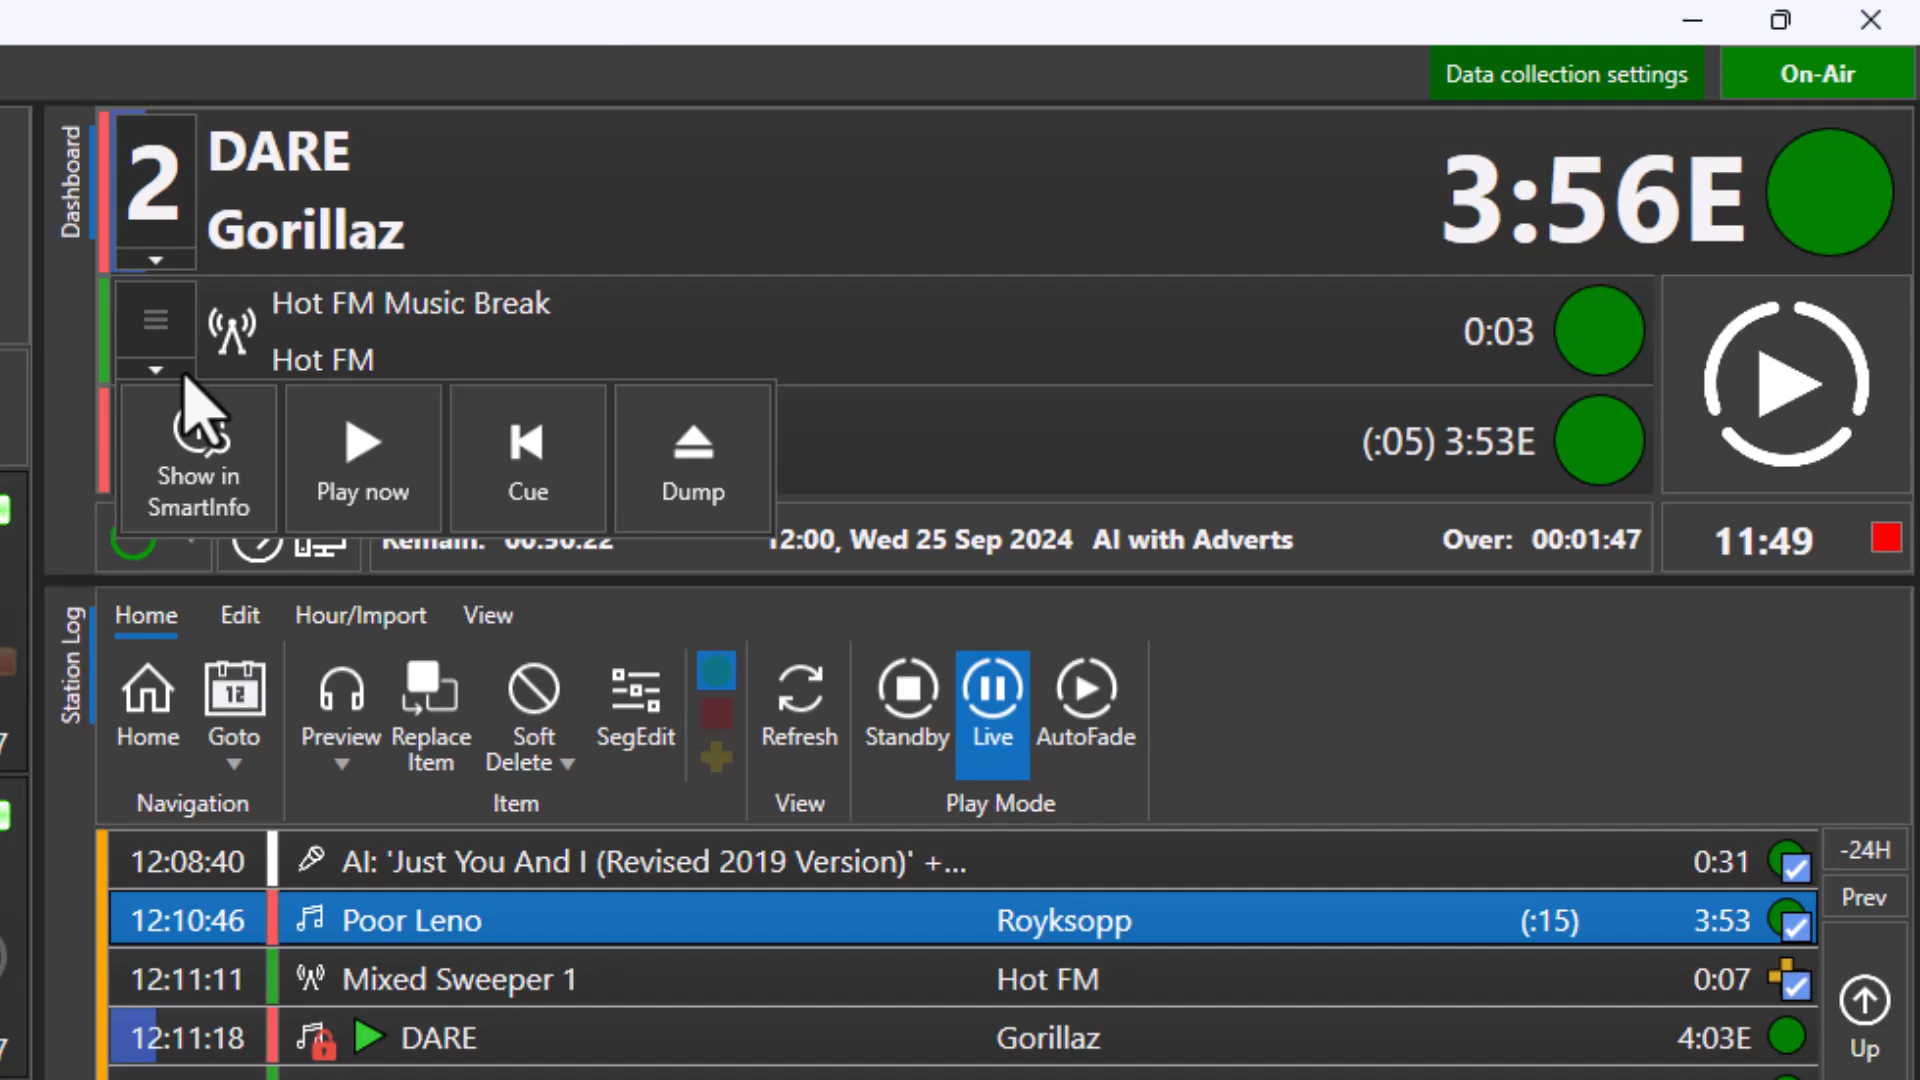 Data collection settings On-Air
Dashboard
2 DARE
Gorillaz
3:56E
Hot FM Music Break
Hot FM
0:03
Show in
SmartInfo
Play now
Cue
Dump
(:05) 3:53E
12:00, Wed 25 Sep 2024 AI with Adverts Over: 00:01:47 11:49
Station Log
Home Edit Hour/Import View
12
Home Goto Preview Replace
Item Soft
Delete SegEdit Refresh Standby Live AutoFade
Navigation Item View Play Mode
12:08:40 AI: 'Just You And I (Revised 2019 Version)' +... 0:31 -24H
12:10:46 Poor Leno Royksopp (:15) 3:53 Prev
12:11:11 Mixed Sweeper 1 Hot FM 0:07
12:11:18 DARE Gorillaz 4:03E
Up